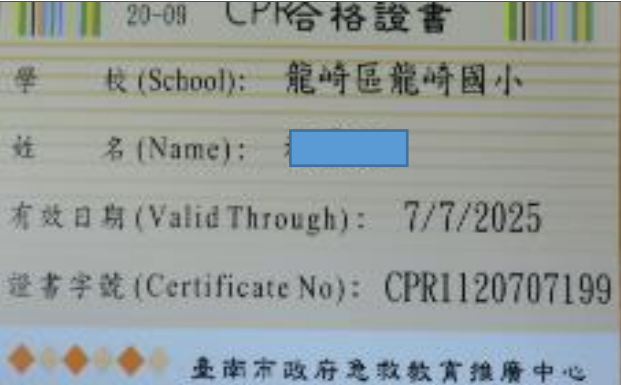 20-09 CPR合格證書
學 校 (School): 龍崎區龍崎國小
姓 名 (Name):
有效日期 (Valid Through): 7/7/2025
證書字號 (Certificate No): CPR1120707199
臺南市政府急救教育推廣中心